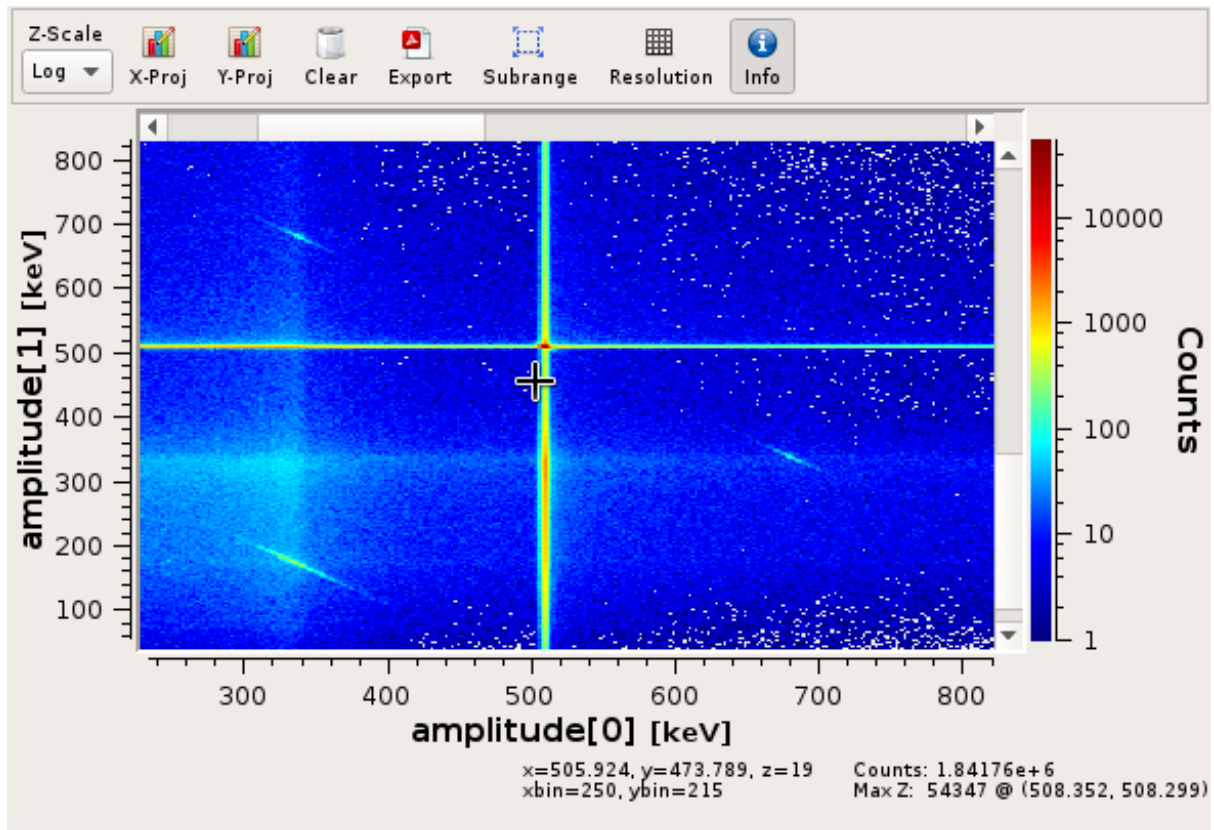 Z-Scale
Log
X-Proj
Y-Proj
Clear
Export
Subrange
Resolution
Info
800
700
600
500
400
300
200
100
amplitude[1] [keV]
300
400
500
600
700
800
amplitude[0] [keV]
10000
1000
100
10
1
Counts
x=505.924, y=473.789, z=19
xbin=250, ybin=215
Counts: 1.84176e+6
Max Z: 54347 @ (508.352, 508.299)